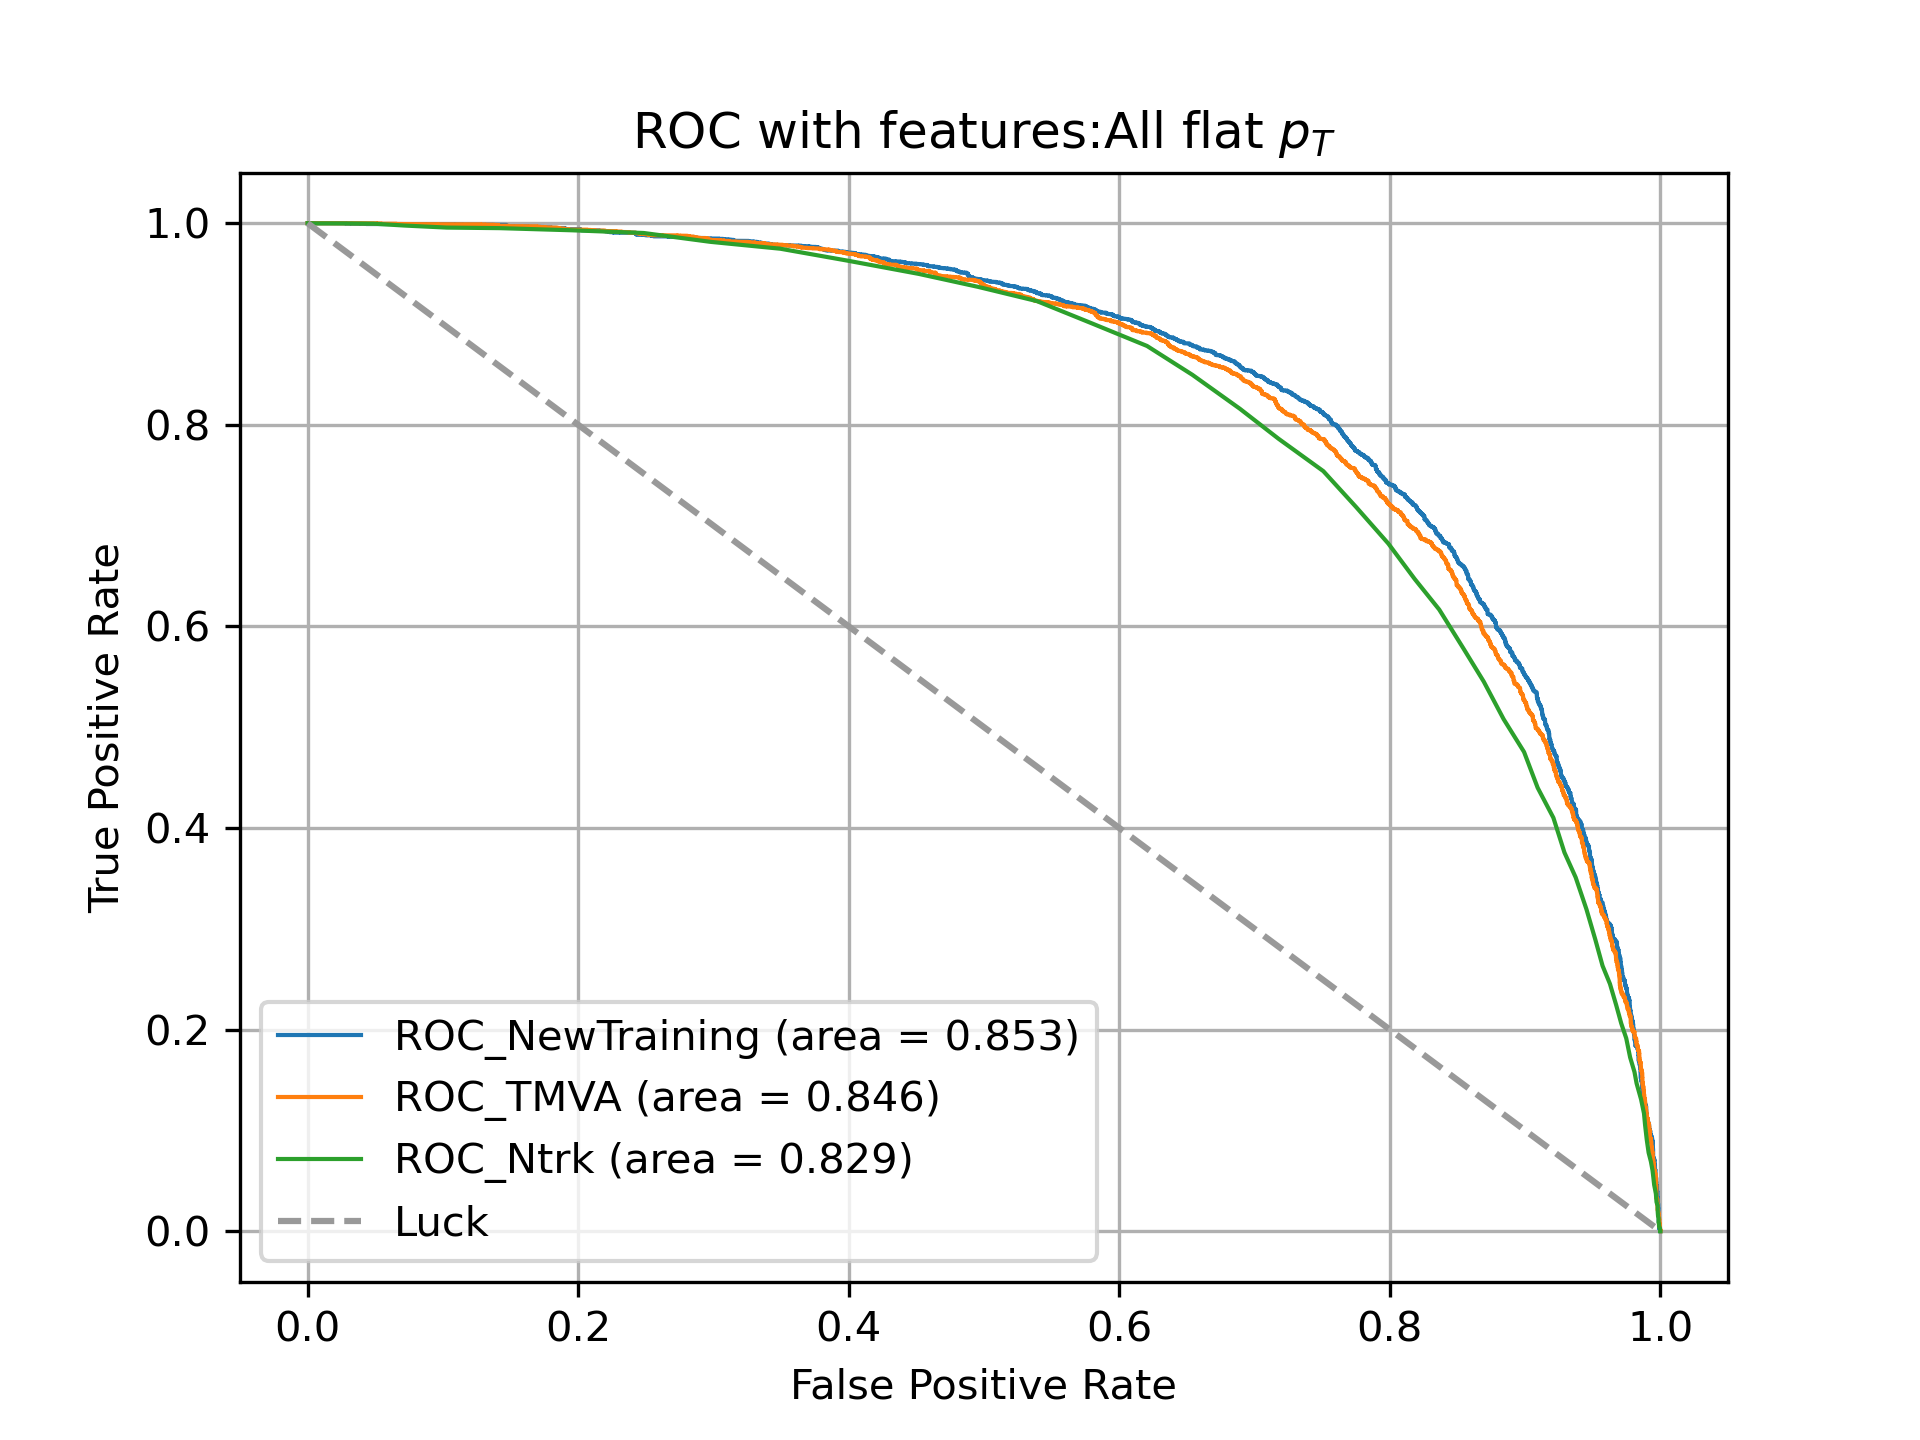 ROC with features:All flat p_T
1.0
0.8
0.6
0.4
0.2
0.0
True Positive Rate
ROC_NewTraining (area = 0.853)
ROC_TMVA (area = 0.846)
ROC_Ntrk (area = 0.829)
Luck
0.0 0.2 0.4 0.6 0.8 1.0
False Positive Rate